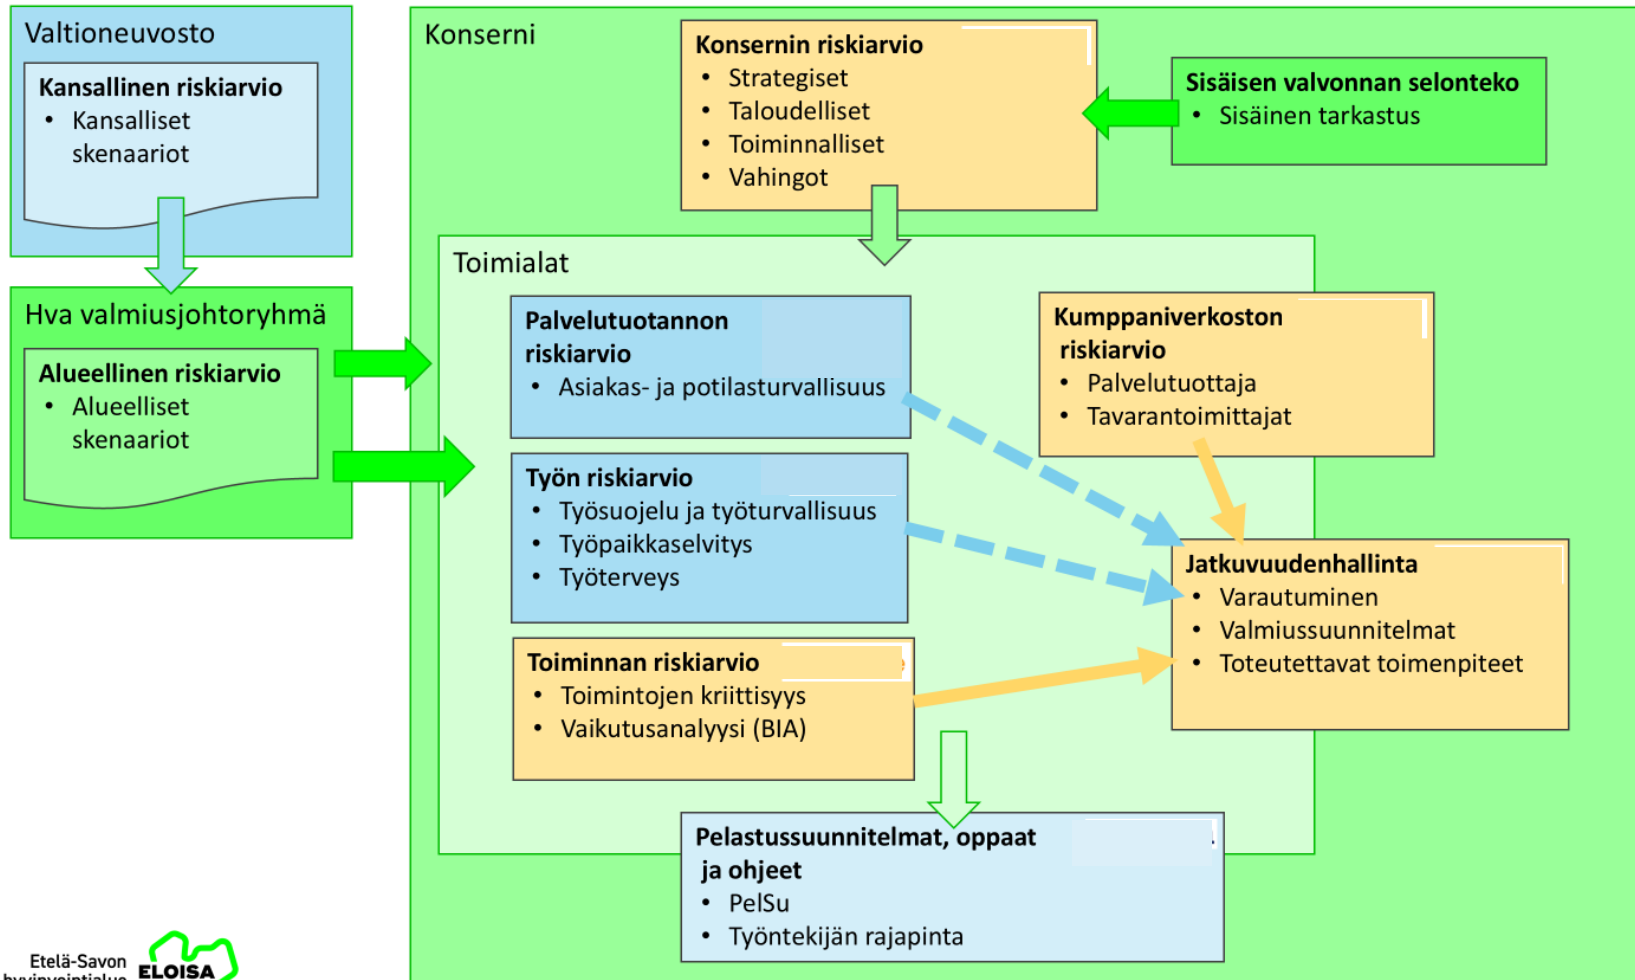 Valtioneuvosto
Kansallinen riskiarvio
• Kansalliset
skenaariot
Hva valmiusjohtoryhmä
Alueellinen riskiarvio
• Alueelliset
skenaariot
Konserni
Konsernin riskiarvio
• Strategiset
• Taloudelliset
• Toiminnalliset
• Vahingot
Sisäisen valvonnan selonteko
• Sisäinen tarkastus
Toimialat
Palvelutuotannon
riskiarvio
• Asiakas- ja potilasturvallisuus
Kumppaniverkoston
riskiarvio
• Palvelutuottaja
• Tavarantoimittajat
Työn riskiarvio
• Työsuojelu ja työturvallisuus
• Työpaikkaselvitys
• Työterveys
Jatkuvuudenhallinta
• Varautuminen
• Valmiussuunnitelmat
• Toteutettavat toimenpiteet
Toiminnan riskiarvio
• Toimintojen kriittisyys
• Vaikutusanalyysi (BIA)
Pelastussuunnitelmat, oppaat
ja ohjeet
• PelSu
• Työntekijän rajapinta
Etelä-Savon
ELOISA